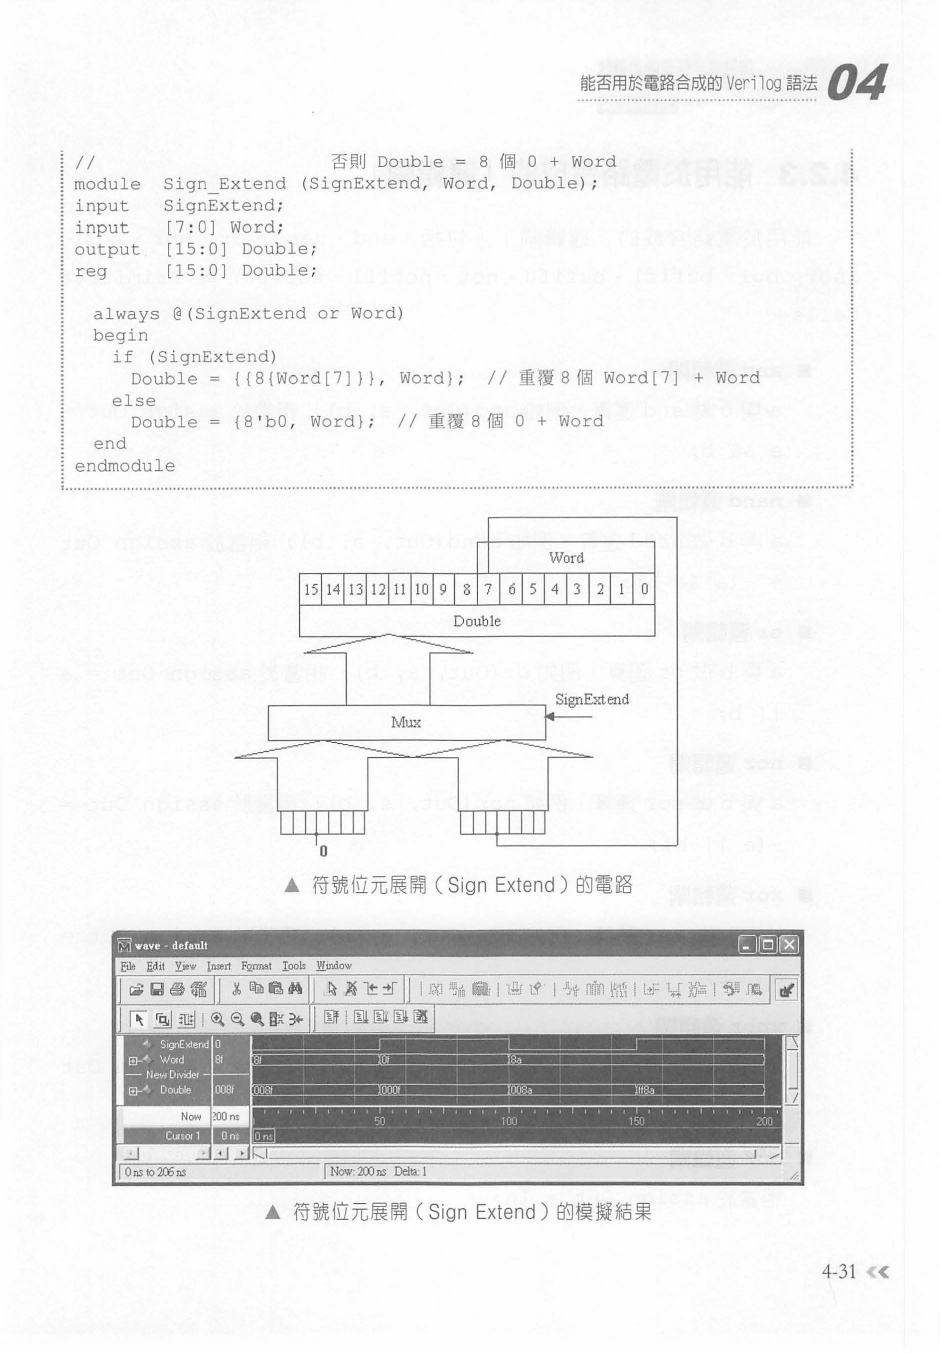 能否用於電路合成的 Verilog 語法 04
// 否則 Double = 8 個 0 + Word
module Sign_Extend (SignExtend, Word, Double);
input SignExtend;
input [7:0] Word;
output [15:0] Double;
reg [15:0] Double;
always @(SignExtend or Word)
begin
if (SignExtend)
Double = {{8{Word[7]}}, Word}; // 重覆 8 個 Word[7] + Word
else
Double = {8'b0, Word}; // 重覆 8 個 0 + Word
end
endmodule
Word
15 14 13 12 11 10 9 8 7 6 5 4 3 2 1 0
Double
SignExtend
Mux
0
▲ 符號位元展開(Sign Extend)的電路
wave - default
File Edit View Insert Format Tools Window
SignExtend 0
Word 8f 8f 0f 8a
New Divider
Double 008f 008f 000f 008a ff8a
Now 200 ns 50 100 150 200
Cursor 1 0 ns 0 ns
0 ns to 206 ns Now: 200 ns Delta: 1
▲ 符號位元展開(Sign Extend)的模擬結果
4-31